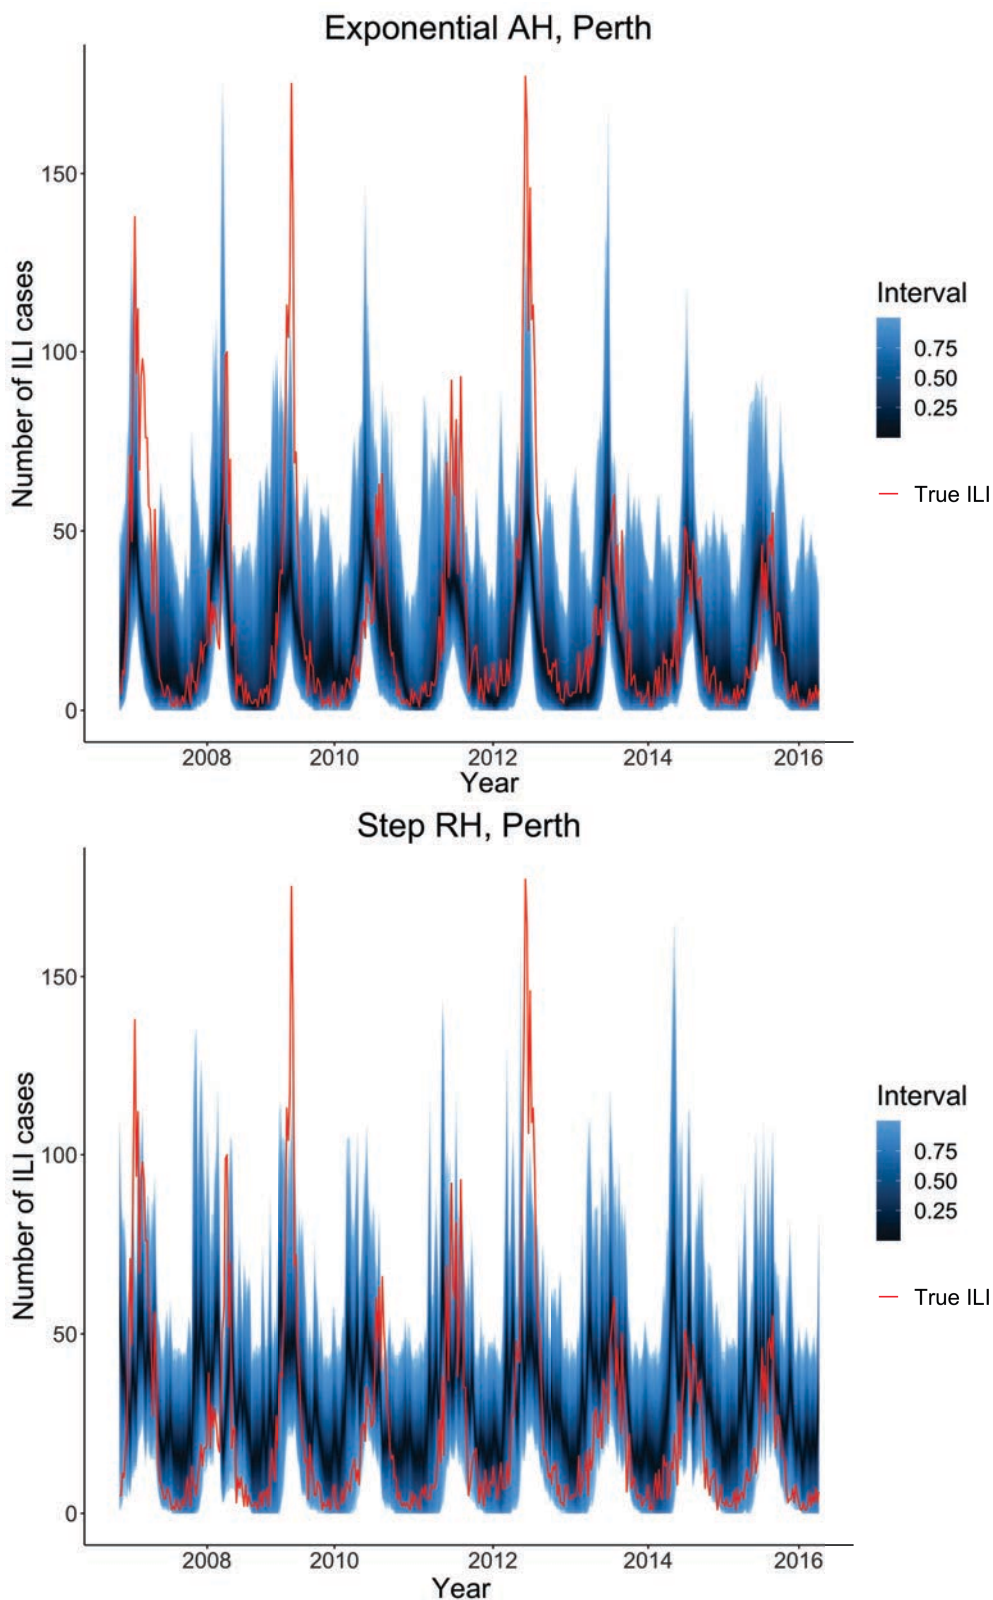 Exponential AH, Perth
Number of ILI cases
150
100
50
0
2008 2010 2012 2014 2016
Year
Interval
0.75
0.50
0.25
True ILI
Step RH, Perth
Number of ILI cases
150
100
50
0
2008 2010 2012 2014 2016
Year
Interval
0.75
0.50
0.25
True ILI